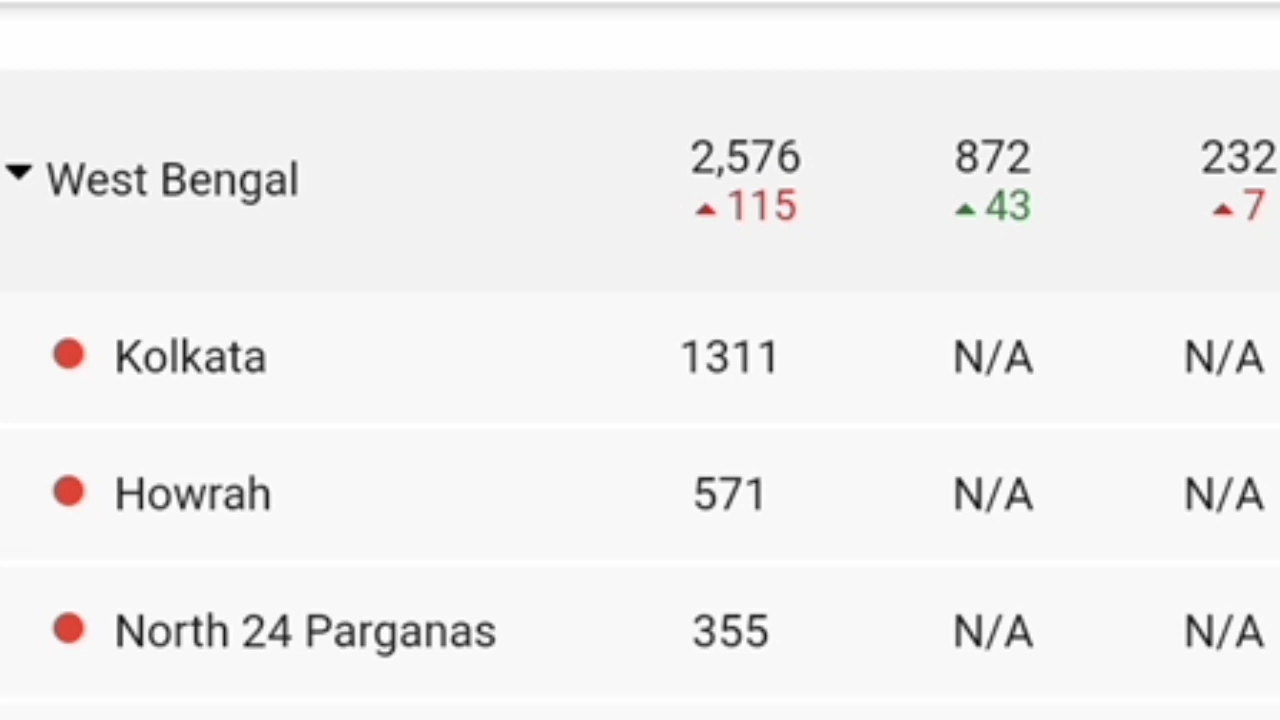 West Bengal 2,576 872 232
115 43 7
Kolkata 1311 N/A N/A
Howrah 571 N/A N/A
North 24 Parganas 355 N/A N/A